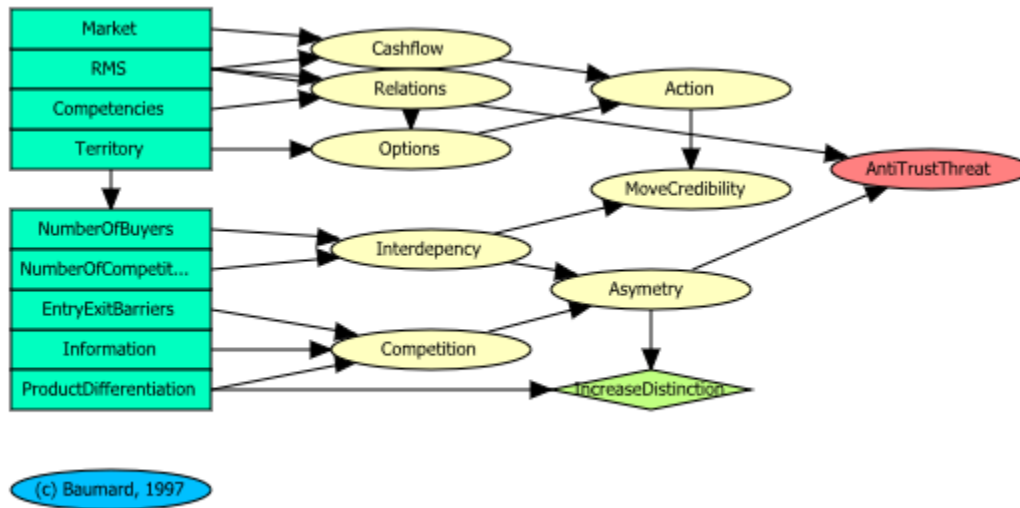 Market
RMS
Competencies
Territory
Cashflow
Relations
Options
Action
MoveCredibility
AntiTrustThreat
NumberOfBuyers
NumberOfCompetit...
EntryExitBarriers
Information
ProductDifferentiation
Interdepency
Competition
Asymetry
IncreaseDistinction
(c) Baumard, 1997